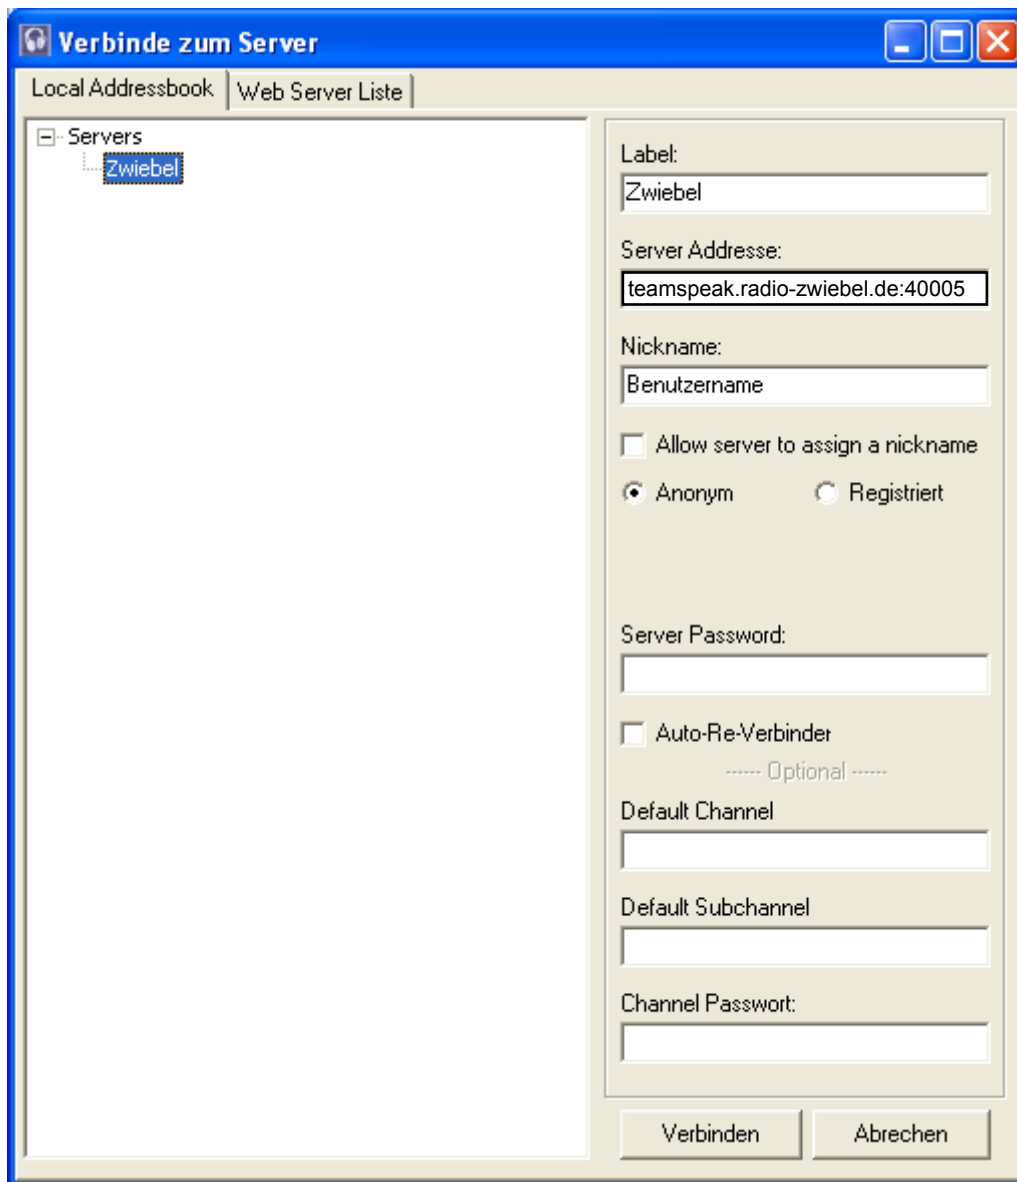 Verbinde zum Server
Local Addressbook
Web Server Liste
Servers
Zwiebel
Label:
Zwiebel
Server Addresse:
teamspeak.radio-zwiebel.de:40005
Nickname:
Benutzername
Allow server to assign a nickname
Anonym
Registriert
Server Password:
Auto-Re-Verbinder
------ Optional ------
Default Channel
Default Subchannel
Channel Passwort:
Verbinden
Abrechen